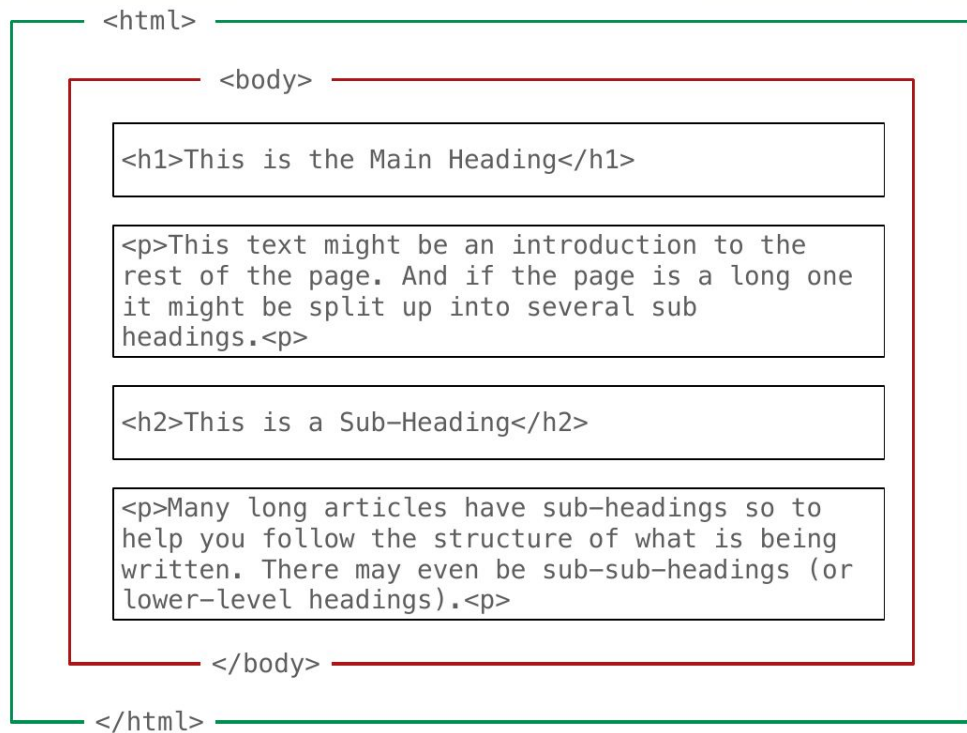 <html>
<body>
<h1>This is the Main Heading</h1>
<p>This text might be an introduction to the
rest of the page. And if the page is a long one
it might be split up into several sub
headings.<p>
<h2>This is a Sub-Heading</h2>
<p>Many long articles have sub-headings so to
help you follow the structure of what is being
written. There may even be sub-sub-headings (or
lower-level headings).<p>
</body>
</html>